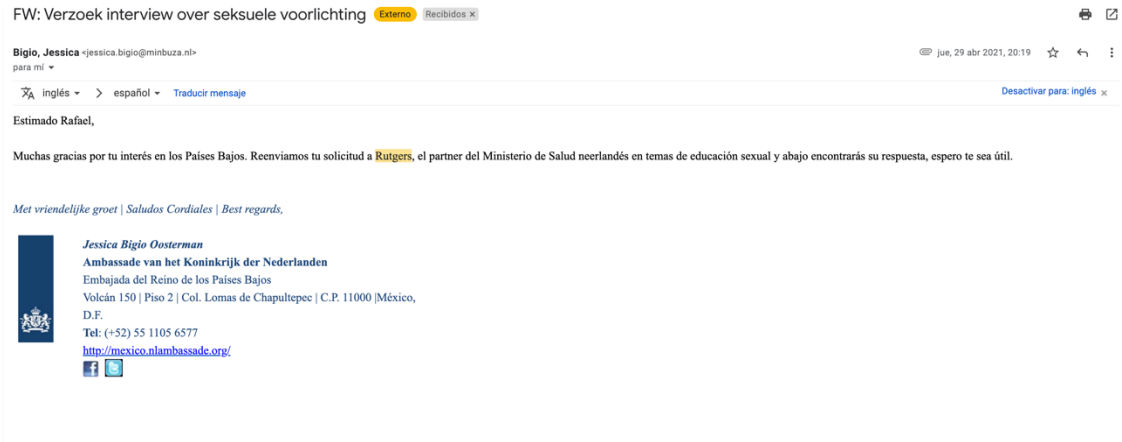 FW: Verzoek interview over seksuele voorlichting Externo Recibidos ×
Bigio, Jessica <jessica.bigio@minbuza.nl>
jue, 29 abr 2021, 20:19
para mí
inglés > español Traducir mensaje
Desactivar para: inglés ×
Estimado Rafael,
Muchas gracias por tu interés en los Países Bajos. Reenviamos tu solicitud a Rutgers, el partner del Ministerio de Salud neerlandés en temas de educación sexual y abajo encontrarás su respuesta, espero te sea útil.
Met vriendelijke groet | Saludos Cordiales | Best regards,
Jessica Bigio Oosterman
Ambassade van het Koninkrijk der Nederlanden
Embajada del Reino de los Países Bajos
Volcán 150 | Piso 2 | Col. Lomas de Chapultepec | C.P. 11000 |México,
D.F.
Tel: (+52) 55 1105 6577
http://mexico.nlambassade.org/